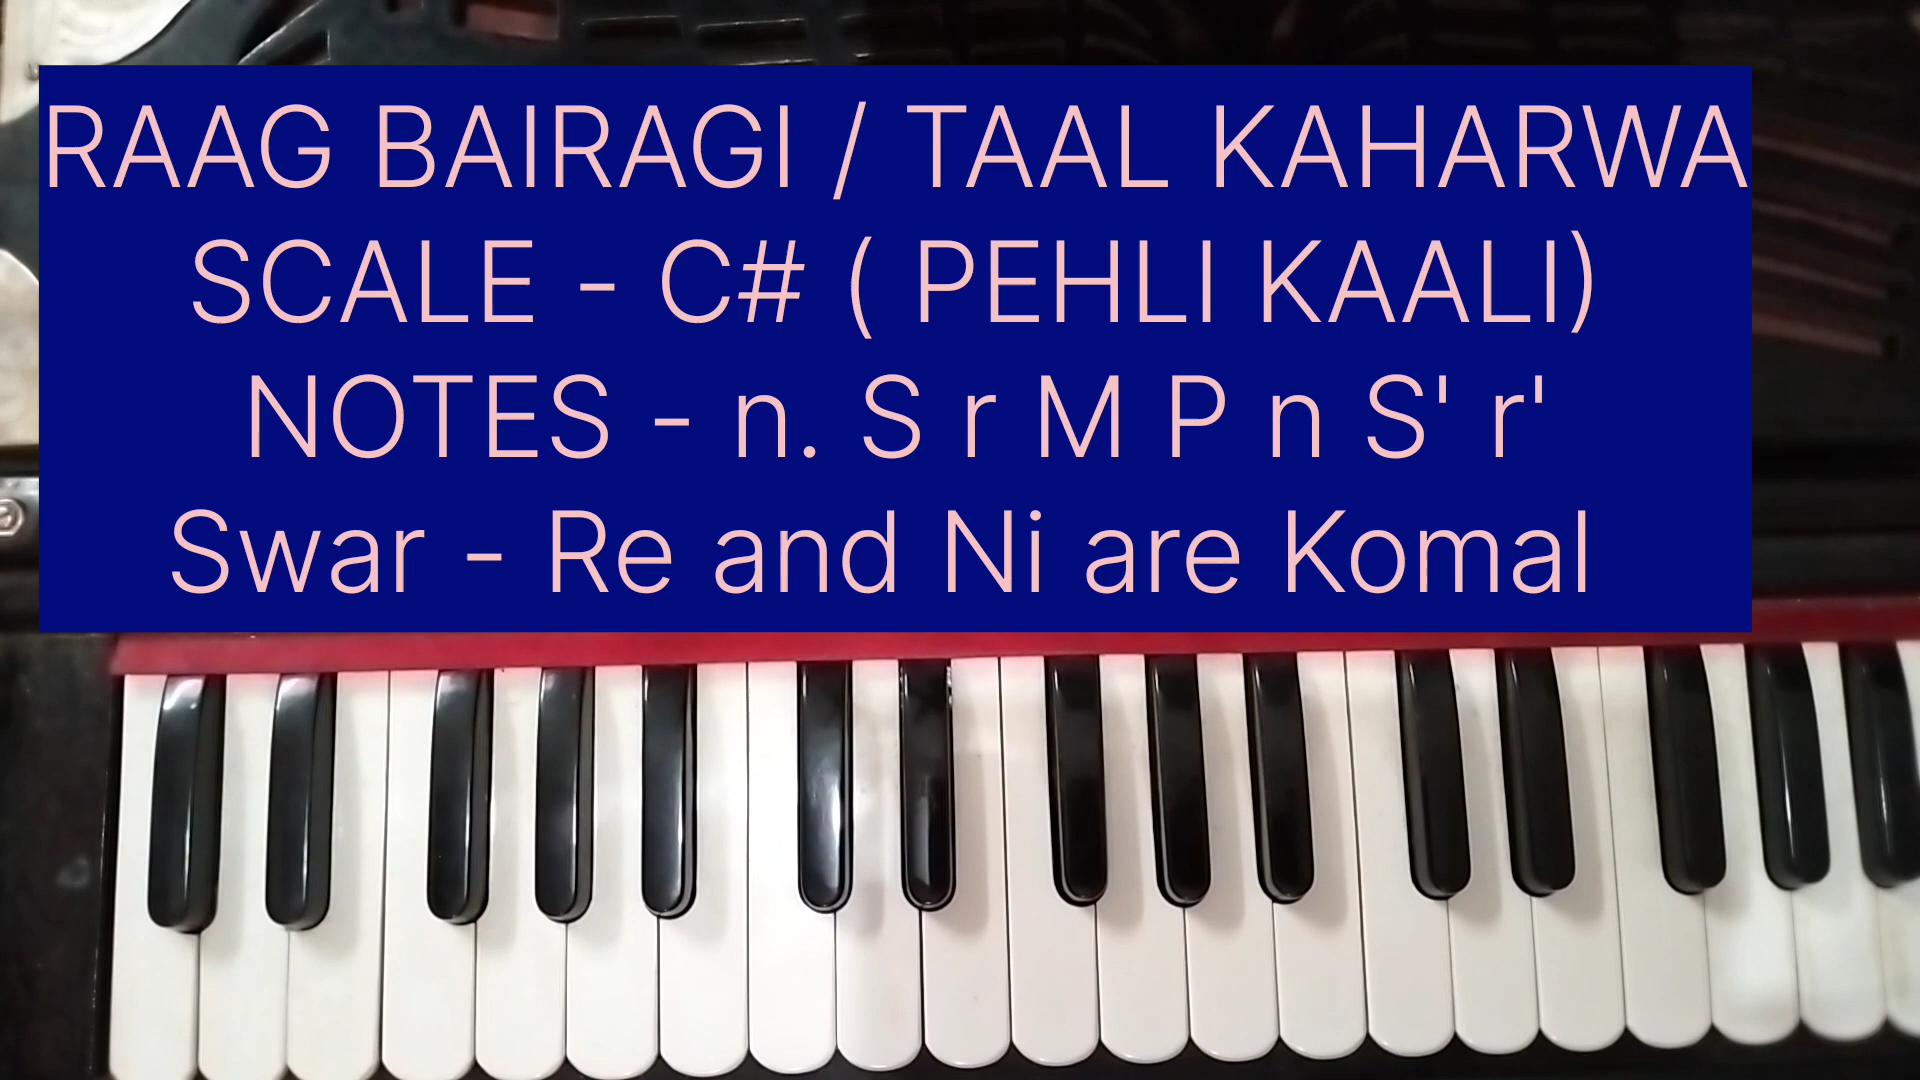 RAAG BAIRAGI / TAAL KAHARWA
SCALE - C# ( PEHLI KAALI)
NOTES - n. S r M P n S' r'
Swar - Re and Ni are Komal